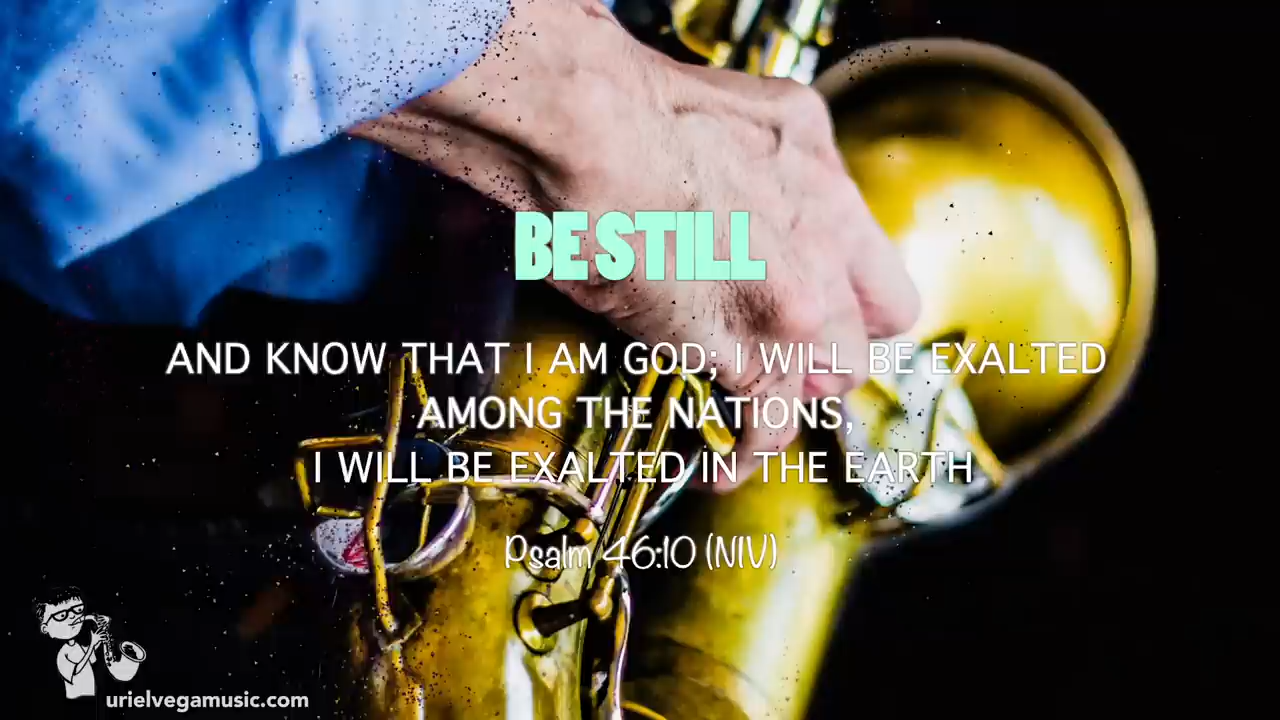 BE STILL
AND KNOW THAT I AM GOD; I WILL BE EXALTED
AMONG THE NATIONS,
I WILL BE EXALTED IN THE EARTH
Psalm 46:10 (NIV)
urielvegamusic.com